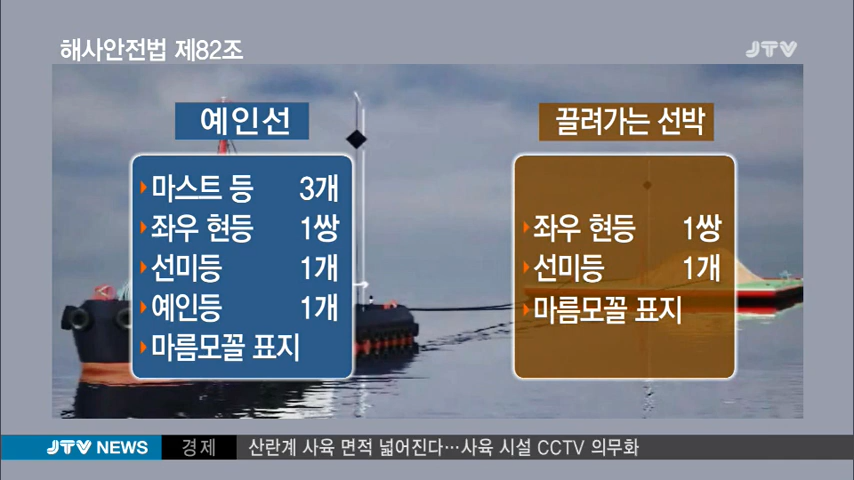 해사안전법 제82조
JTV
예인선
마스트 등 3개
좌우 현등 1쌍
선미등 1개
예인등 1개
마름모꼴 표지
끌려가는 선박
좌우 현등 1쌍
선미등 1개
마름모꼴 표지
JTV NEWS 경제 산란계 사육 면적 넓어진다…사육 시설 CCTV 의무화